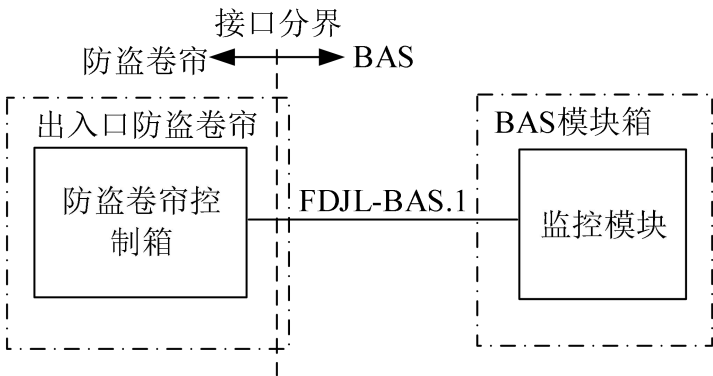 接口分界
防盗卷帘 BAS
出入口防盗卷帘
防盗卷帘控
制箱
FDJL-BAS.1
BAS模块箱
监控模块